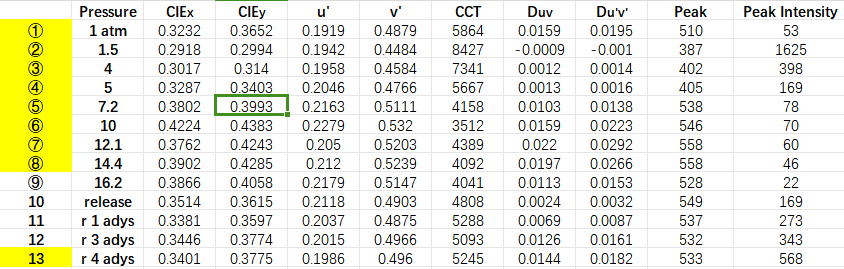 Pressure CIEx CIEy u' v' CCT Duv Du'v' Peak Peak Intensity
① 1 atm 0.3232 0.3652 0.1919 0.4879 5864 0.0159 0.0195 510 53
② 1.5 0.2918 0.2994 0.1942 0.4484 8427 -0.0009 -0.001 387 1625
③ 4 0.3017 0.314 0.1958 0.4584 7341 0.0012 0.0014 402 398
④ 5 0.3287 0.3403 0.2046 0.4766 5667 0.0013 0.0016 405 169
⑤ 7.2 0.3802 0.3993 0.2163 0.5111 4158 0.0103 0.0138 538 78
⑥ 10 0.4224 0.4383 0.2279 0.532 3512 0.0159 0.0223 546 70
⑦ 12.1 0.3762 0.4243 0.205 0.5203 4389 0.022 0.0292 558 60
⑧ 14.4 0.3902 0.4285 0.212 0.5239 4092 0.0197 0.0266 558 46
⑨ 16.2 0.3866 0.4058 0.2179 0.5147 4041 0.0113 0.0153 528 22
10 release 0.3514 0.3615 0.2118 0.4903 4808 0.0024 0.0032 549 169
11 r 1 adys 0.3381 0.3597 0.2037 0.4875 5288 0.0069 0.0087 537 273
12 r 3 adys 0.3446 0.3774 0.2015 0.4966 5093 0.0126 0.0161 532 343
13 r 4 adys 0.3401 0.3775 0.1986 0.496 5245 0.0144 0.0182 533 568